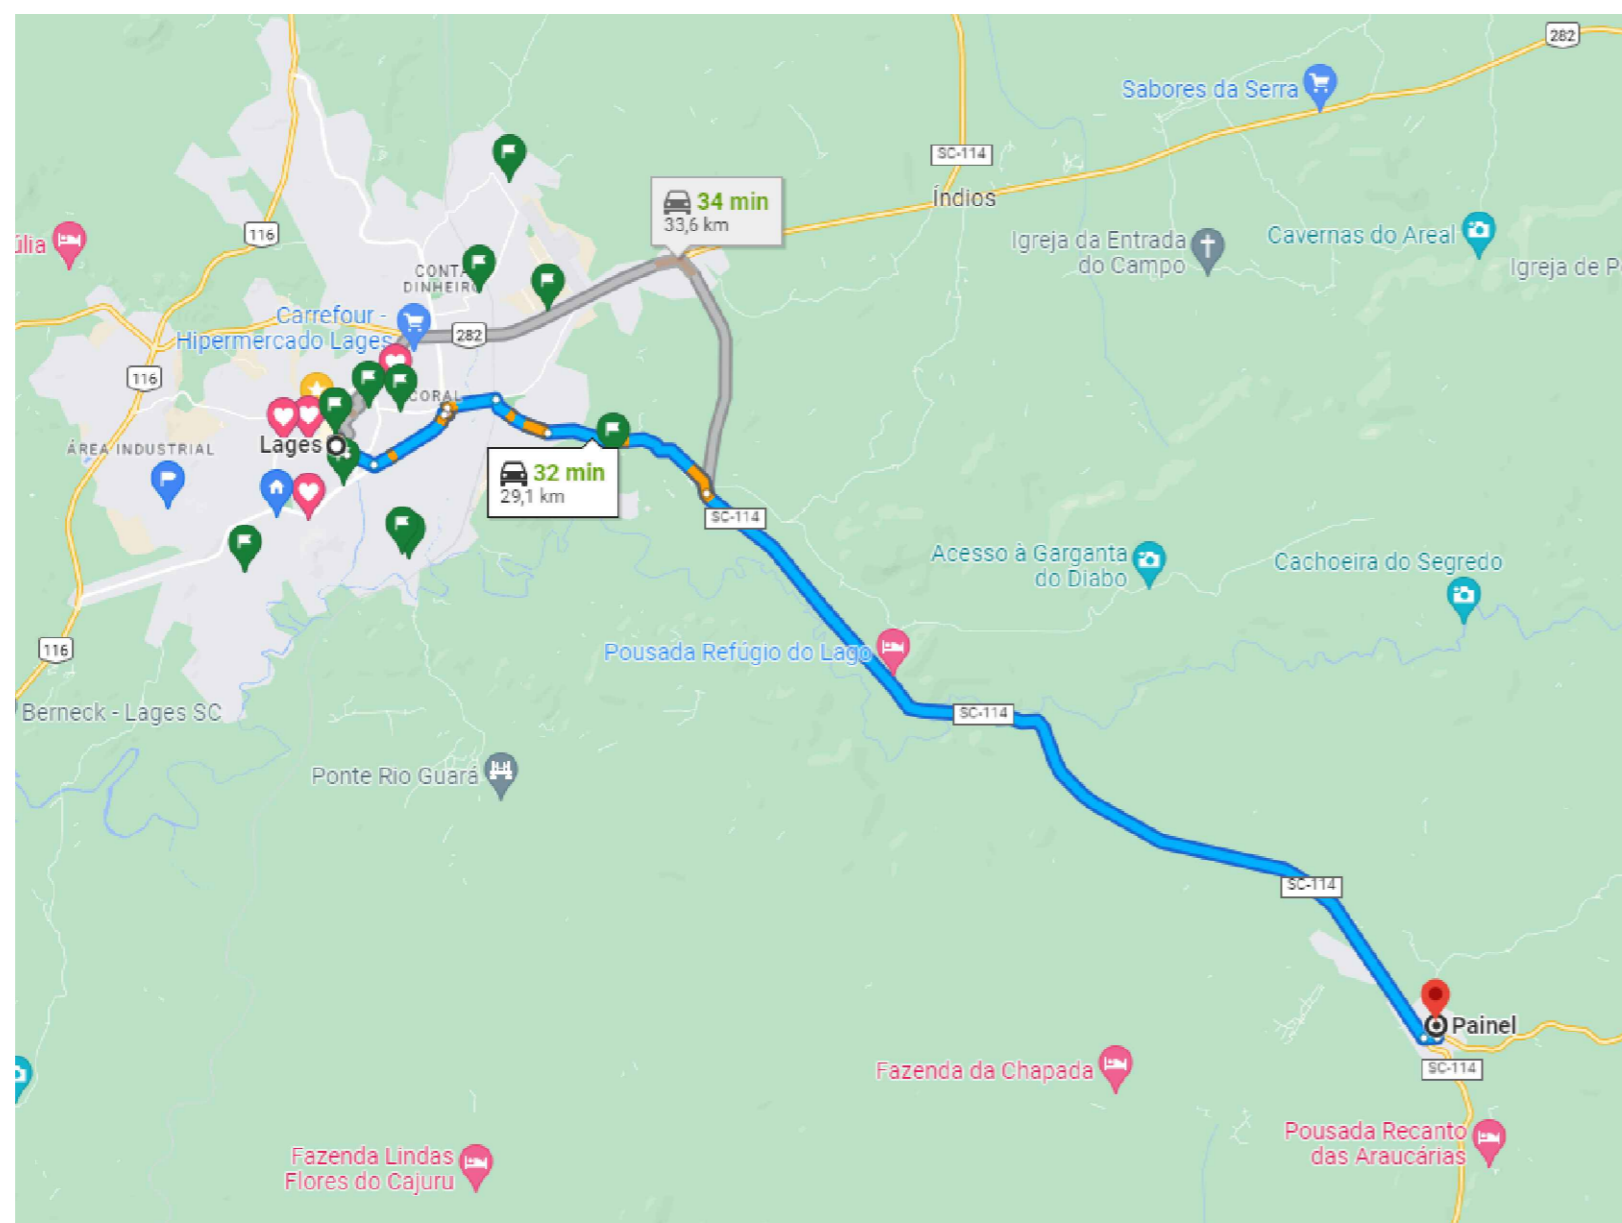 282
Sabores da Serra
SC-114
34 min
33,6 km
Índios
116
úlia
Igreja da Entrada
do Campo
Cavernas do Areal
Igreja de P
CONTA
DINHEIRO
Carrefour -
Hipermercado Lages
282
116
CORAL
ÁREA INDUSTRIAL
Lages
32 min
29,1 km
SC-114
Acesso à Garganta
do Diabo
Cachoeira do Segredo
116
Pousada Refúgio do Lago
Berneck - Lages SC
SC-114
Ponte Rio Guará
SC-114
Painel
Fazenda da Chapada
SC-114
Pousada Recanto
das Araucárias
Fazenda Lindas
Flores do Cajuru